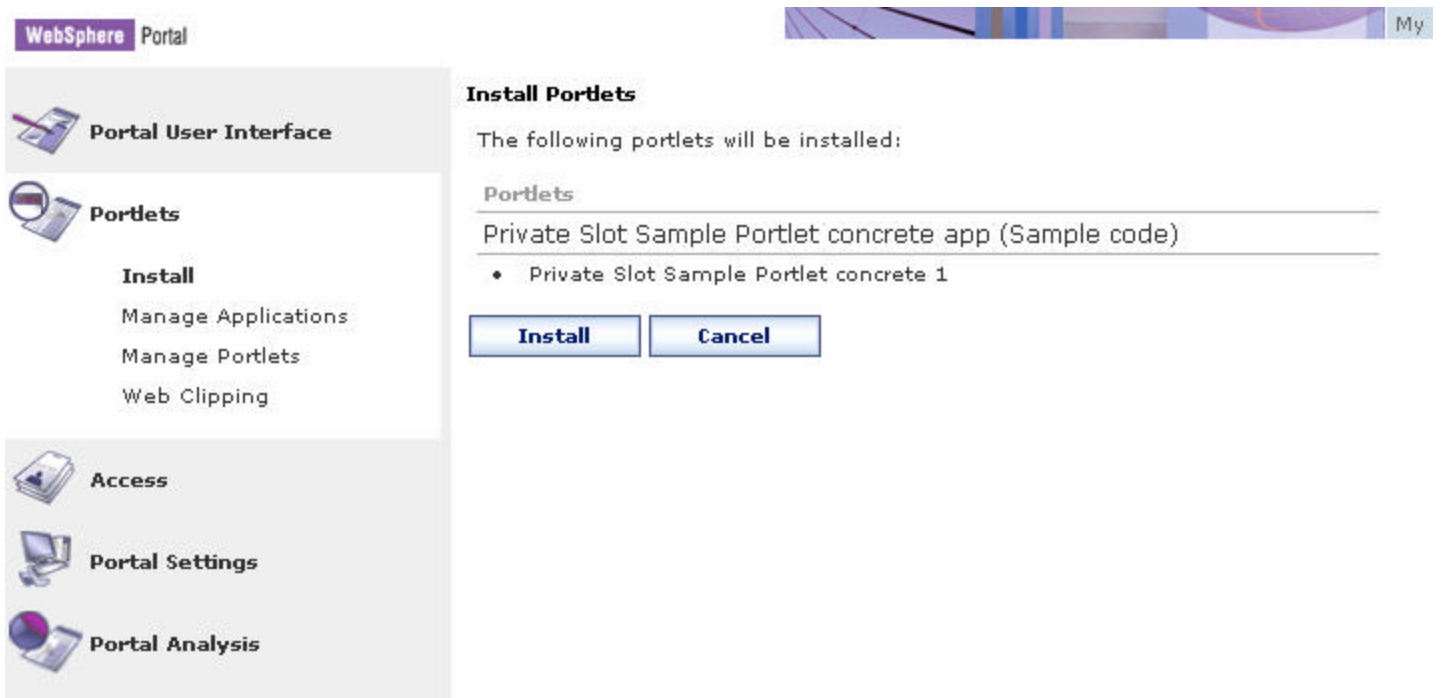 WebSphere Portal
My
Portal User Interface
Portlets
Install
Manage Applications
Manage Portlets
Web Clipping
Access
Portal Settings
Portal Analysis
Install Portlets
The following portlets will be installed:
Portlets
Private Slot Sample Portlet concrete app (Sample code)
• Private Slot Sample Portlet concrete 1
Install Cancel